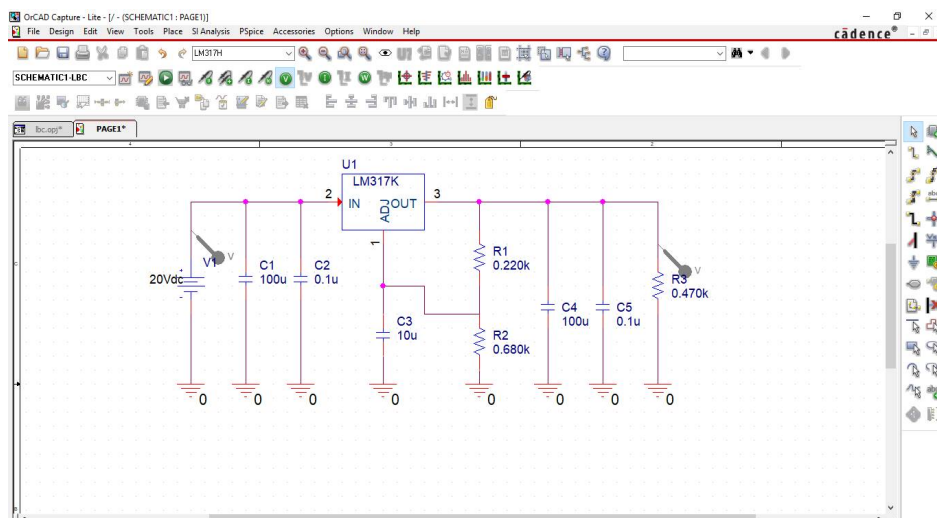 OrCAD Capture - Lite - [/ - (SCHEMATIC1 : PAGE1)]
File Design Edit View Tools Place SI Analysis PSpice Accessories Options Window Help
cādence®
LM317H
SCHEMATIC1-LBC
lbc.opj*
PAGE1*
4 3 2
U1
LM317K
2 IN ADJ OUT 3
1
V
V1
20Vdc
+
-
C1
100u
C2
0.1u
C3
10u
R1
0.220k
R2
0.680k
C4
100u
C5
0.1u
V
R3
0.470k
0 0 0 0 0 0 0 0